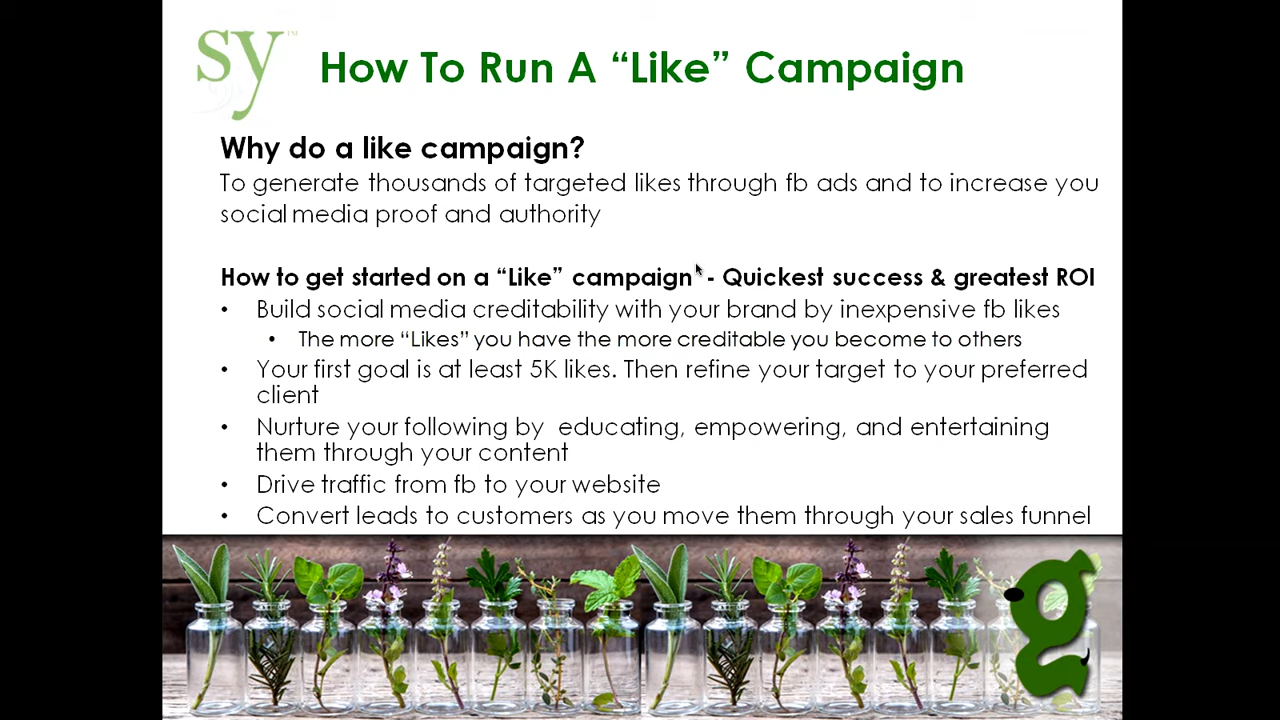 sy™
How To Run A “Like” Campaign
Why do a like campaign?
To generate thousands of targeted likes through fb ads and to increase you
social media proof and authority
How to get started on a “Like” campaign - Quickest success & greatest ROI
• Build social media creditability with your brand by inexpensive fb likes
• The more “Likes” you have the more creditable you become to others
• Your first goal is at least 5K likes. Then refine your target to your preferred
client
• Nurture your following by  educating, empowering, and entertaining
them through your content
• Drive traffic from fb to your website
• Convert leads to customers as you move them through your sales funnel
g